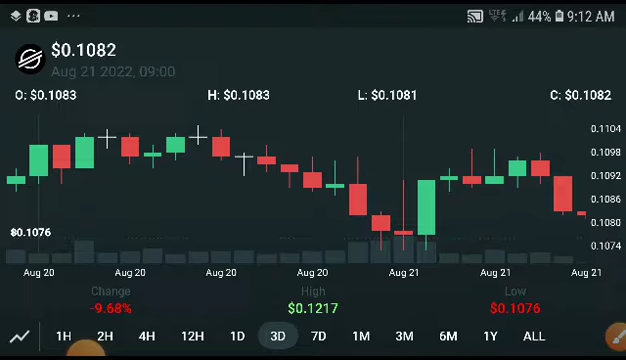 44% 9:12 AM
$0.1082
Aug 21 2022, 09:00
O: $0.1083 H: $0.1083 L: $0.1081 C: $0.1082
0.1104
0.1098
0.1092
0.1086
0.1080
0.1074
$0.1076
Aug 20 Aug 20 Aug 20 Aug 20 Aug 21 Aug 21 Aug 21
Change High Low
-9.68% $0.1217 $0.1076
1H 2H 4H 12H 1D 3D 7D 1M 3M 6M 1Y ALL